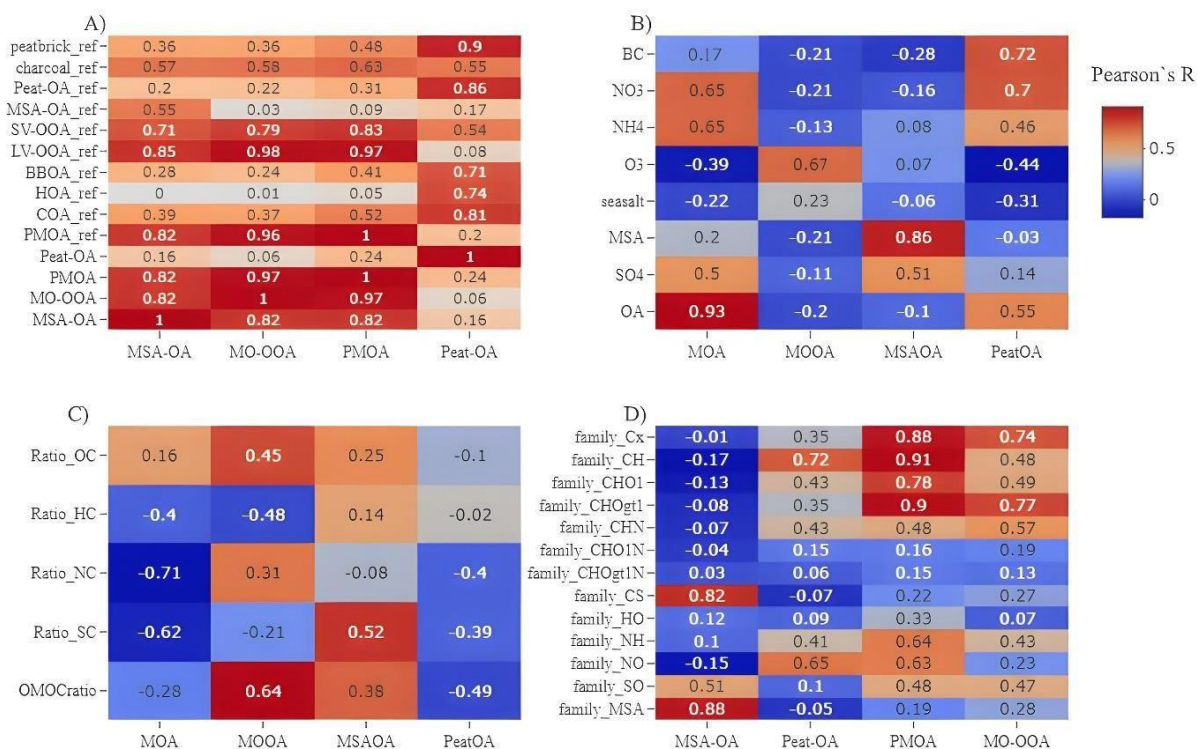 A)
peatbrick_ref 0.36 0.36 0.48 0.9
charcoal_ref 0.57 0.58 0.63 0.55
Peat-OA_ref 0.2 0.22 0.31 0.86
MSA-OA_ref 0.55 0.03 0.09 0.17
SV-OOA_ref 0.71 0.79 0.83 0.54
LV-OOA_ref 0.85 0.98 0.97 0.08
BBOA_ref 0.28 0.24 0.41 0.71
HOA_ref 0 0.01 0.05 0.74
COA_ref 0.39 0.37 0.52 0.81
PMOA_ref 0.82 0.96 1 0.2
Peat-OA 0.16 0.06 0.24 1
PMOA 0.82 0.97 1 0.24
MO-OOA 0.82 1 0.97 0.06
MSA-OA 1 0.82 0.82 0.16
MSA-OA MO-OOA PMOA Peat-OA
B)
BC 0.17 -0.21 -0.28 0.72
NO3 0.65 -0.21 -0.16 0.7
NH4 0.65 -0.13 0.08 0.46
O3 -0.39 0.67 0.07 -0.44
seasalt -0.22 0.23 -0.06 -0.31
MSA 0.2 -0.21 0.86 -0.03
SO4 0.5 -0.11 0.51 0.14
OA 0.93 -0.2 -0.1 0.55
MOA MOOA MSAOA PeatOA
Pearson`s R
0.5
0
C)
Ratio_OC 0.16 0.45 0.25 -0.1
Ratio_HC -0.4 -0.48 0.14 -0.02
Ratio_NC -0.71 0.31 -0.08 -0.4
Ratio_SC -0.62 -0.21 0.52 -0.39
OMOCratio -0.28 0.64 0.38 -0.49
MOA MOOA MSAOA PeatOA
D)
family_Cx -0.01 0.35 0.88 0.74
family_CH -0.17 0.72 0.91 0.48
family_CHO1 -0.13 0.43 0.78 0.49
family_CHOgt1 -0.08 0.35 0.9 0.77
family_CHN -0.07 0.43 0.48 0.57
family_CHO1N -0.04 0.15 0.16 0.19
family_CHOgt1N 0.03 0.06 0.15 0.13
family_CS 0.82 -0.07 0.22 0.27
family_HO 0.12 0.09 0.33 0.07
family_NH 0.1 0.41 0.64 0.43
family_NO -0.15 0.65 0.63 0.23
family_SO 0.51 0.1 0.48 0.47
family_MSA 0.88 -0.05 0.19 0.28
MSA-OA Peat-OA PMOA MO-OOA